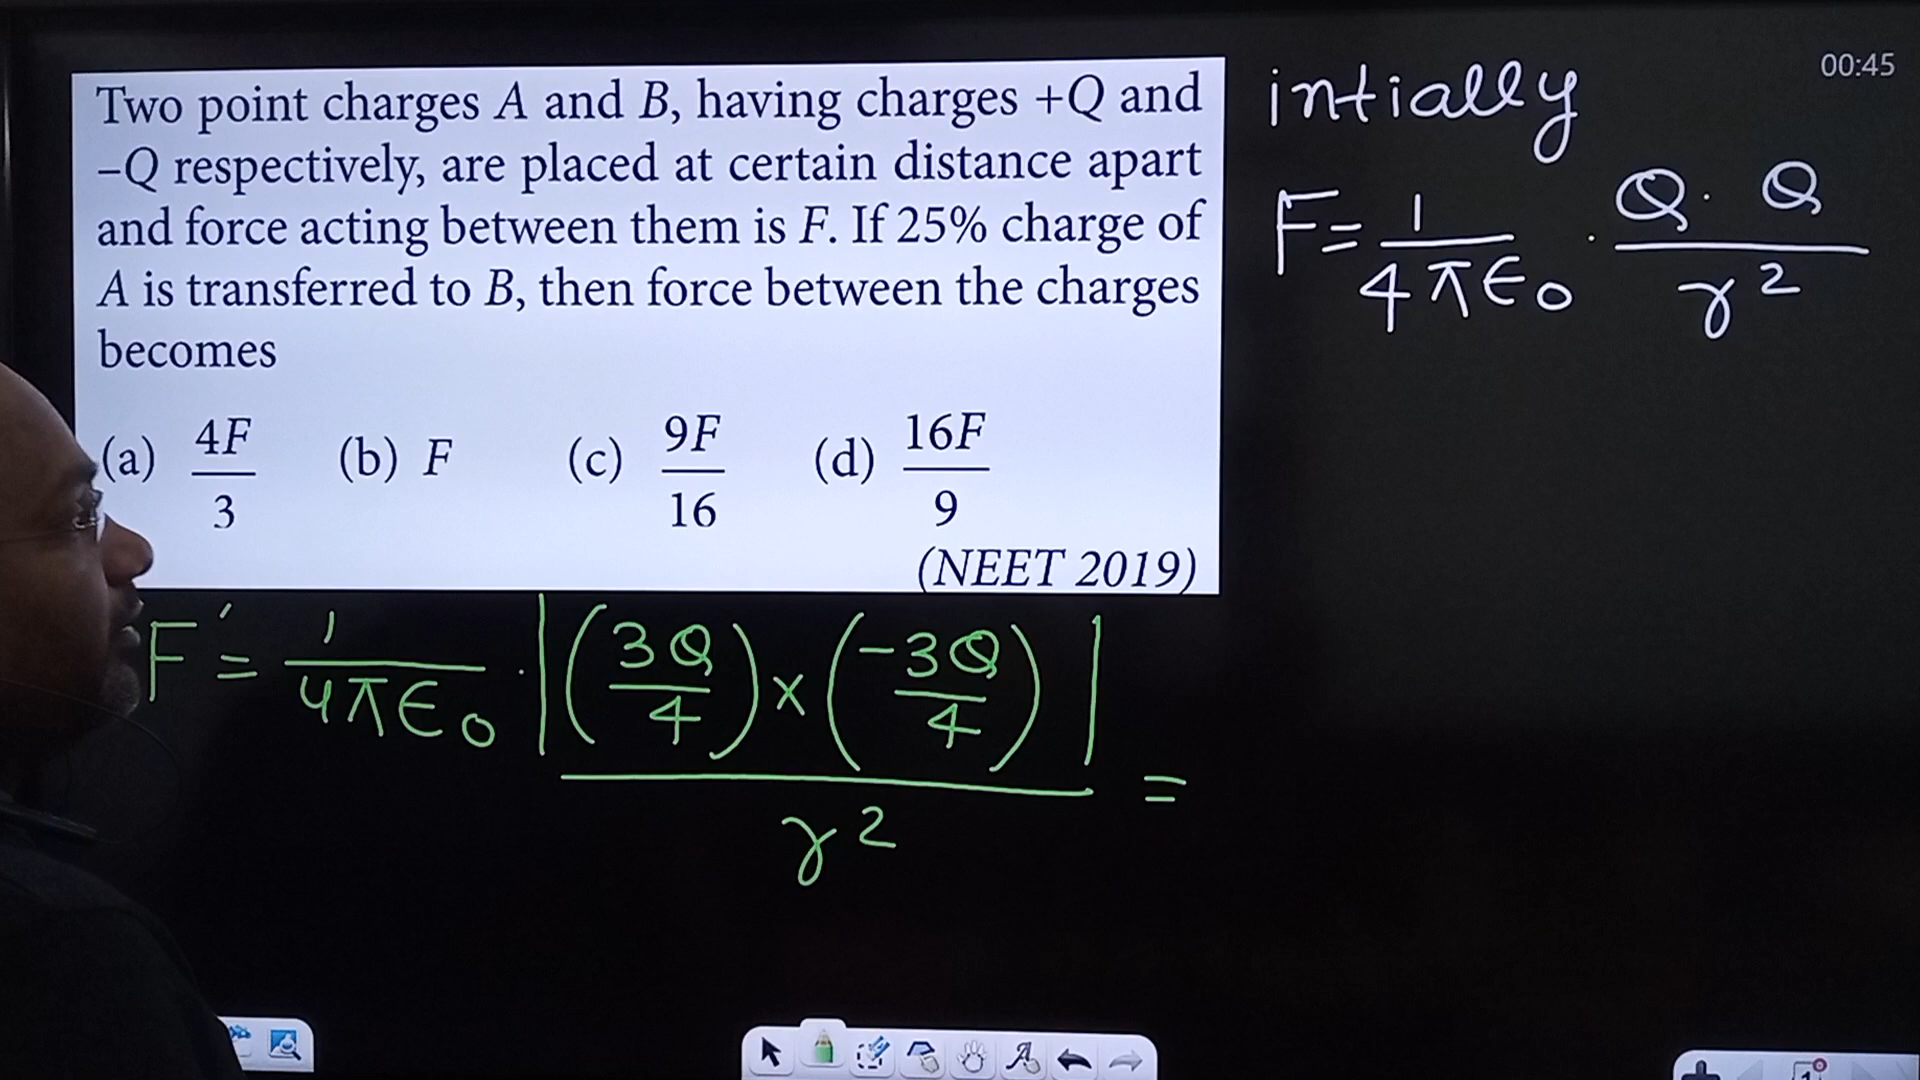 Two point charges A and B, having charges +Q and
–Q respectively, are placed at certain distance apart
and force acting between them is F. If 25% charge of
A is transferred to B, then force between the charges
becomes
(a) 4F/3 (b) F (c) 9F/16 (d) 16F/9
(NEET 2019)
00:45
intially
F = 1/4πϵ₀ · Q · Q/r²
F' = 1/4πϵ₀ · |(3Q/4) × (-3Q/4)|/r² =